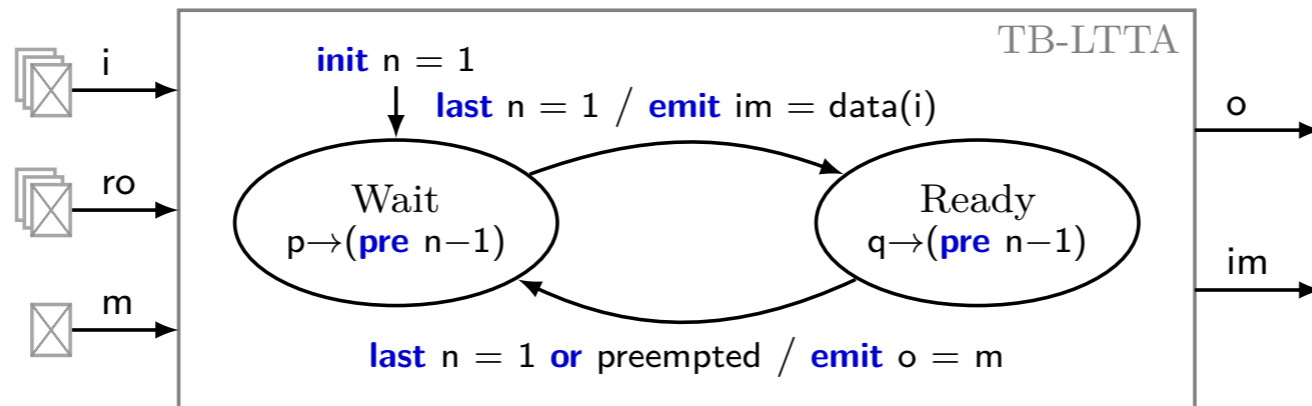 TB-LTTA
i
init n = 1
last n = 1 / emit im = data(i)
o
ro
Wait
p→(pre n−1)
Ready
q→(pre n−1)
im
m
last n = 1 or preempted / emit o = m